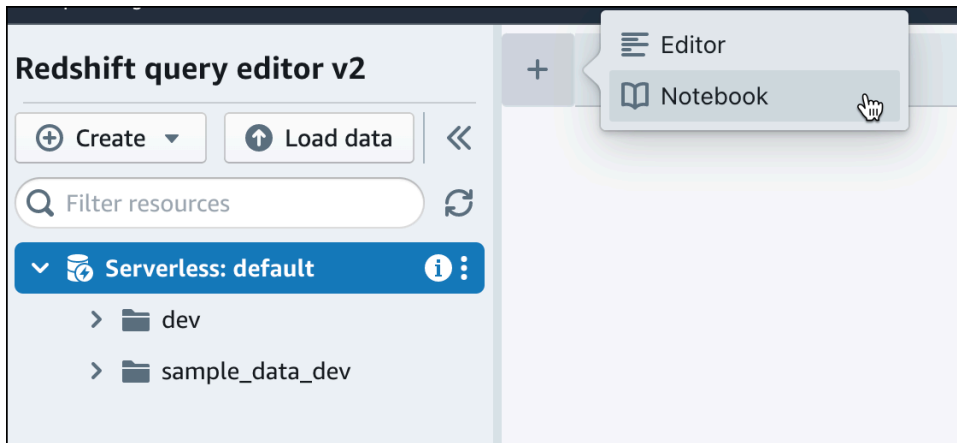 Redshift query editor v2
Create
Load data
Filter resources
Serverless: default
dev
sample_data_dev
+
Editor
Notebook